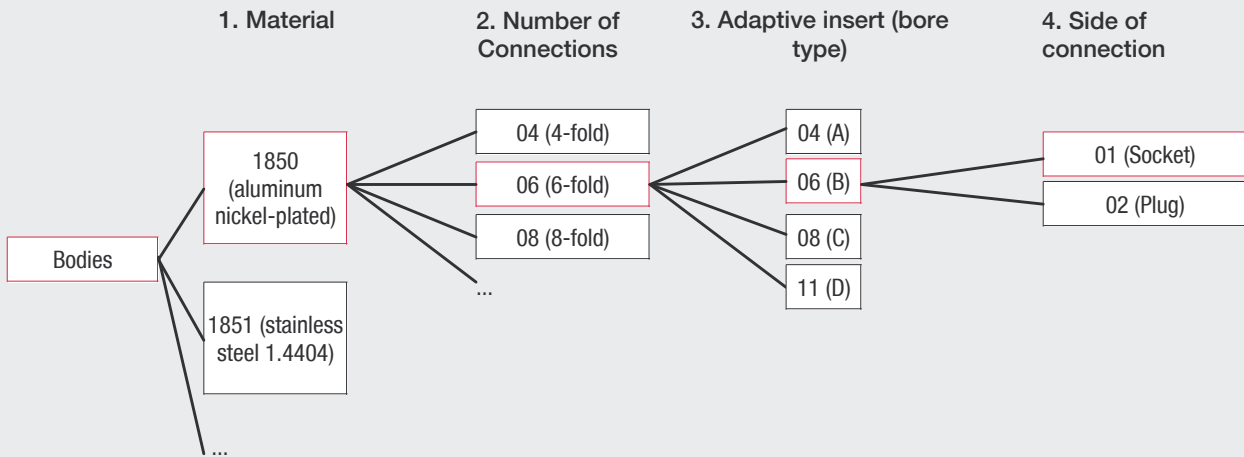 1. Material
2. Number of
Connections
3. Adaptive insert (bore
type)
4. Side of
connection
Bodies
1850
(aluminum
nickel-plated)
1851 (stainless
steel 1.4404)
...
04 (4-fold)
06 (6-fold)
08 (8-fold)
...
04 (A)
06 (B)
08 (C)
11 (D)
01 (Socket)
02 (Plug)